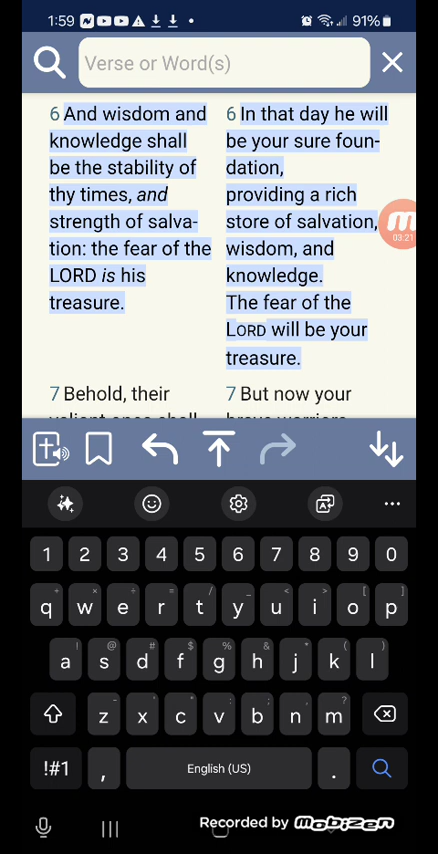 1:59
91%
Verse or Word(s)
6 And wisdom and
knowledge shall
be the stability of
thy times, and
strength of salva-
tion: the fear of the
LORD is his
treasure.
7 Behold, their
6 In that day he will
be your sure foun-
dation,
providing a rich
store of salvation,
wisdom, and
knowledge.
The fear of the
LORD will be your
treasure.
7 But now your
03:21
1 2 3 4 5 6 7 8 9 0
q w e r t y u i o p
a s d f g h j k l
z x c v b n m
!#1 , English (US) .
Recorded by mobizen